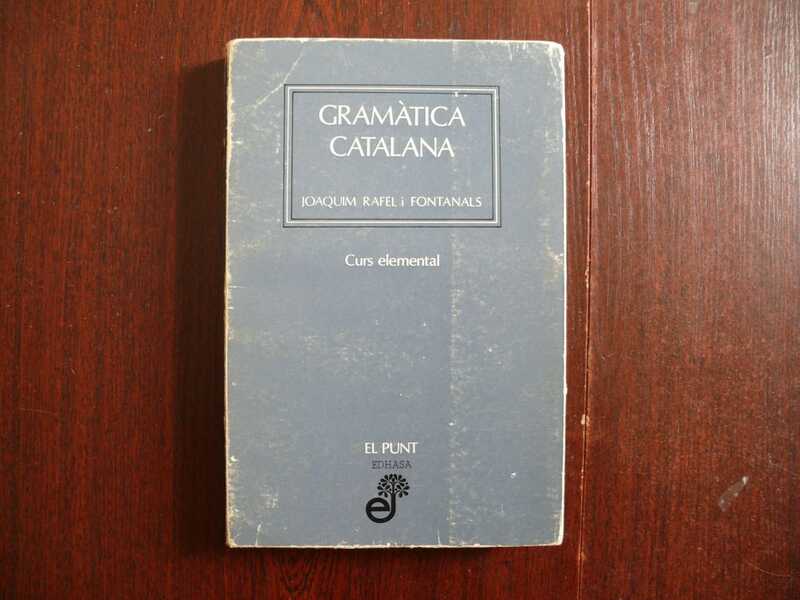 GRAMÀTICA
CATALANA
JOAQUIM RAFEL i FONTANALS
Curs elemental
EL PUNT
EDHASA
e